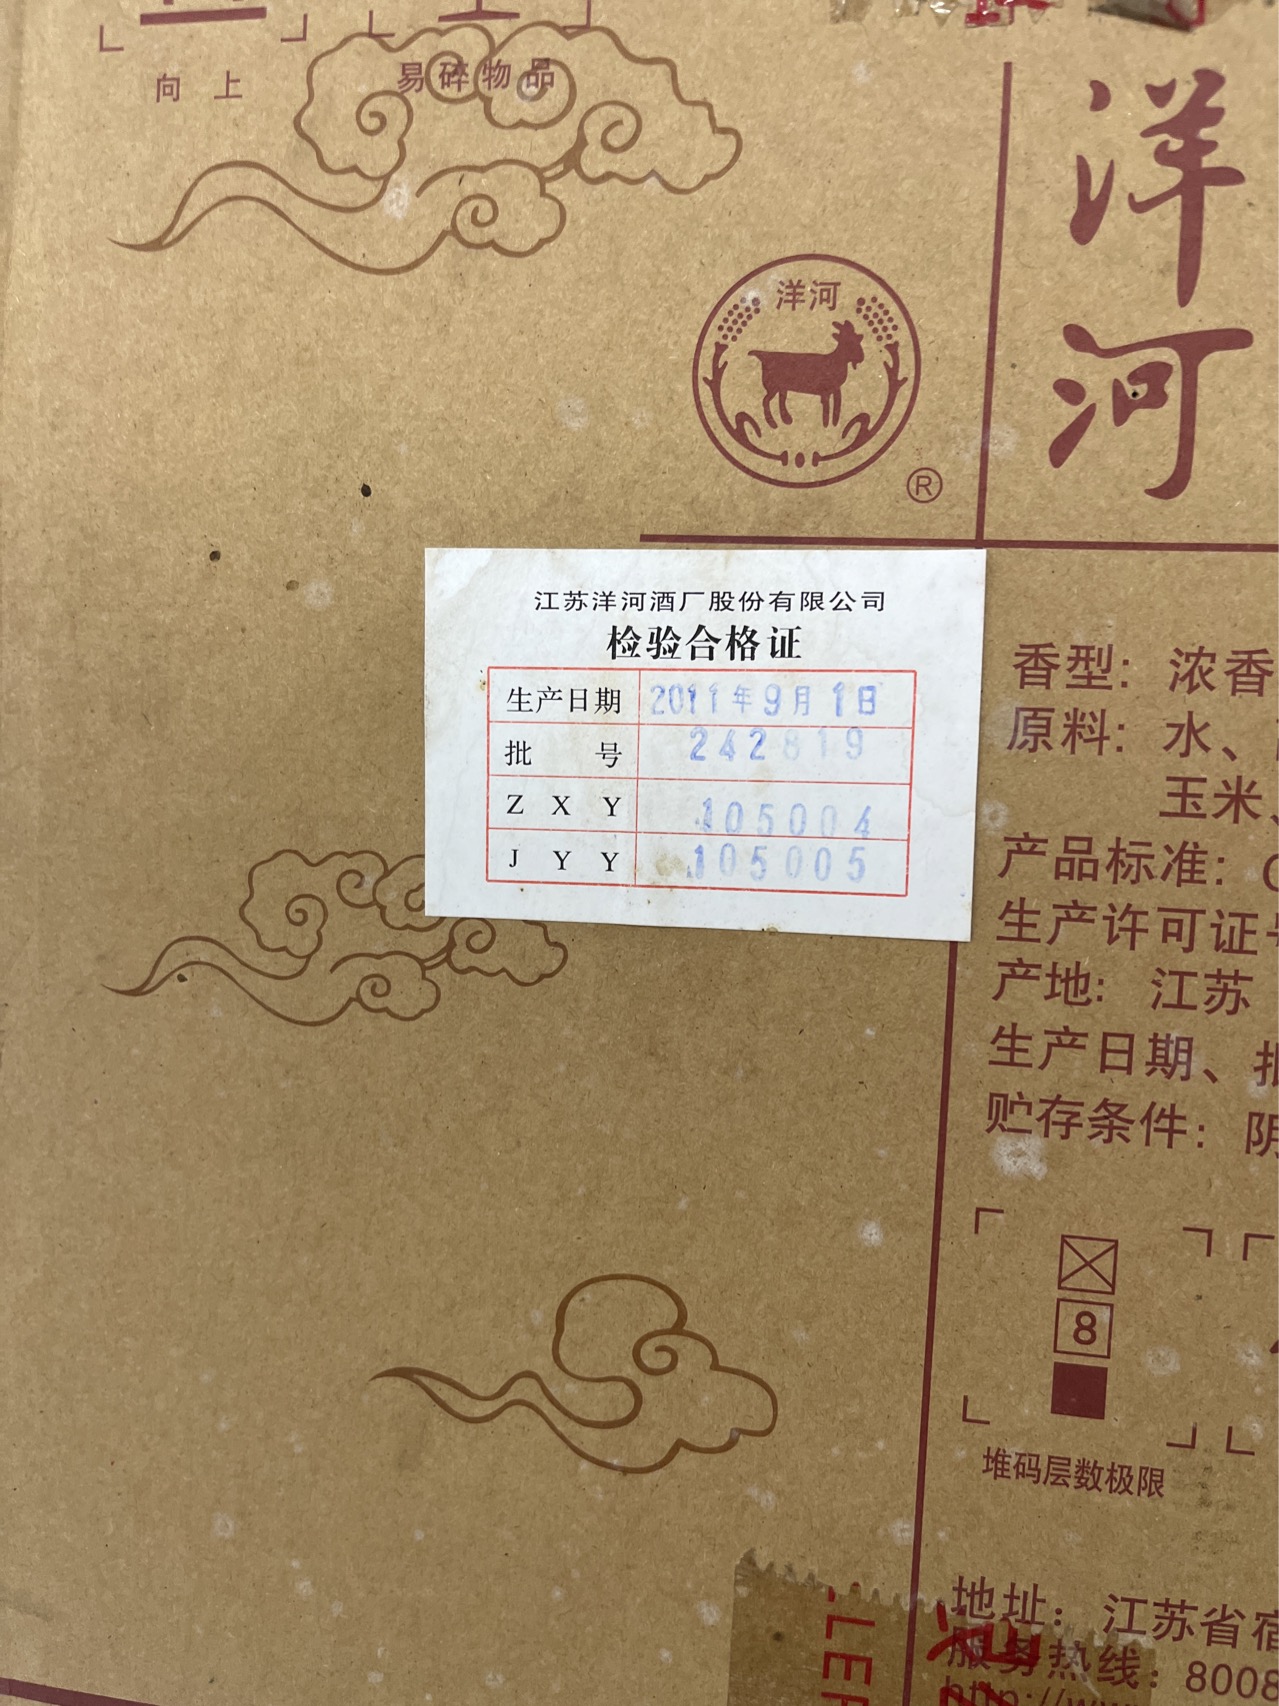 向上
易碎物品
洋河
洋河
®
江苏洋河酒厂股份有限公司
检验合格证
生产日期 2011年9月1日
批 号 242819
Z X Y 105004
J Y Y 105005
香型: 浓香
原料: 水、
玉米、
产品标准:
生产许可证
产地: 江苏
生产日期、
贮存条件: 阴
8
堆码层数极限
地址: 江苏省宿
服务热线: 8008
http://w